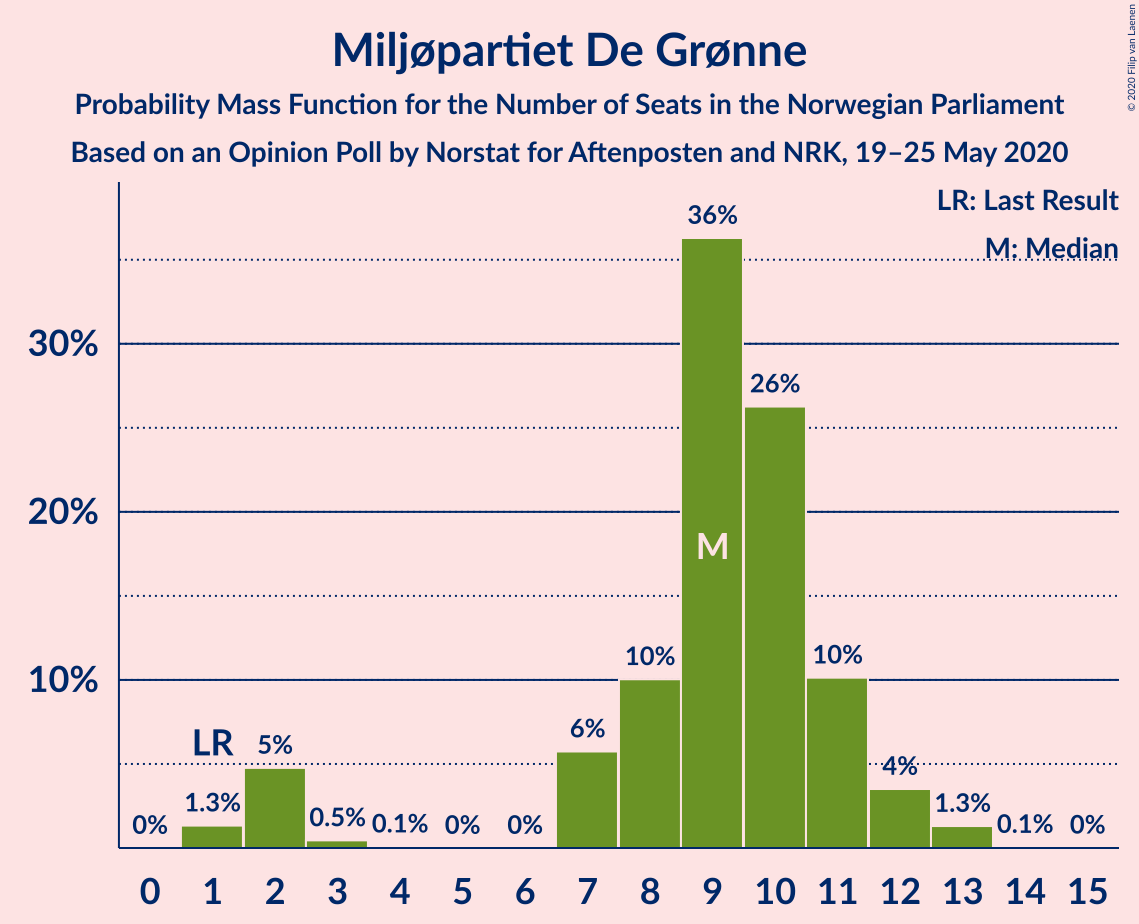 Miljøpartiet De Grønne
Probability Mass Function for the Number of Seats in the Norwegian Parliament
Based on an Opinion Poll by Norstat for Aftenposten and NRK, 19–25 May 2020
© 2020 Filip van Laenen
LR: Last Result
M: Median
36%
30%
26%
20%
M
10%
10%
10%
LR
5%
6%
4%
0%
1.3%
0.5%
0.1%
0%
0%
1.3%
0.1%
0%
0 1 2 3 4 5 6 7 8 9 10 11 12 13 14 15